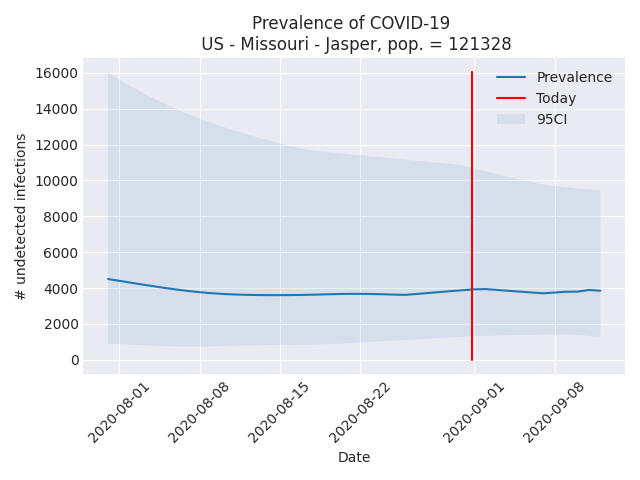 Prevalence of COVID-19
US - Missouri - Jasper, pop. = 121328
# undetected infections
16000
14000
12000
10000
8000
6000
4000
2000
0
Prevalence
Today
95CI
2020-08-01
2020-08-08
2020-08-15
2020-08-22
2020-09-01
2020-09-08
Date